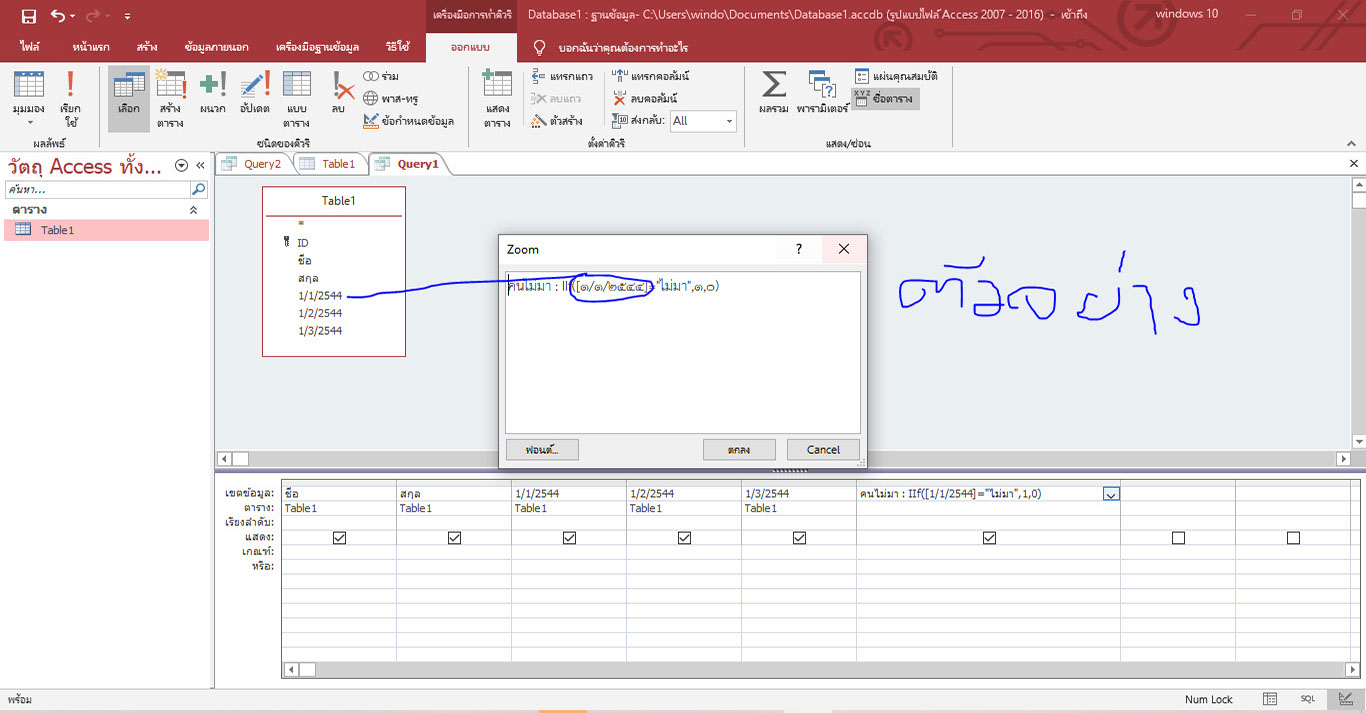 เครื่องมือการทำคิวรี Database1 : ฐานข้อมูล- C:\Users\windo\Documents\Database1.accdb (รูปแบบไฟล์ Access 2007 - 2016) - เข้าถึง windows 10
ไฟล์ หน้าแรก สร้าง ข้อมูลภายนอก เครื่องมือฐานข้อมูล วิธีใช้ ออกแบบ บอกฉันว่าคุณต้องการทำอะไร
มุมมอง เรียกใช้
ผลลัพธ์
เลือก สร้างตาราง ผนวก อัปเดต แบบตาราง ลบ
ร่วม
พาส-ทรู
ข้อกำหนดข้อมูล
ชนิดของคิวรี
แสดงตาราง
แทรกแถว
ลบแถว
ตัวสร้าง
แทรกคอลัมน์
ลบคอลัมน์
ส่งกลับ: All
ตั้งค่าคิวรี
ผลรวม พารามิเตอร์
แผ่นคุณสมบัติ
XYZ ชื่อตาราง
แสดง/ซ่อน
วัตถุ Access ทั้ง...
ค้นหา...
ตาราง
Table1
Query2 Table1 Query1
Table1
*
ID
ชื่อ
สกุล
1/1/2544
1/2/2544
1/3/2544
Zoom ?
คนไม่มา : IIf([๑/๑/๒๕๔๔]="ไม่มา",๑,๐)
ฟอนต์... ตกลง Cancel
ตัวอย่าง
เขตข้อมูล: ชื่อ สกุล 1/1/2544 1/2/2544 1/3/2544 คนไม่มา : IIf([1/1/2544]="ไม่มา",1,0)
ตาราง: Table1 Table1 Table1 Table1 Table1
เรียงลำดับ:
แสดง:
เกณฑ์:
หรือ:
พร้อม Num Lock SQL